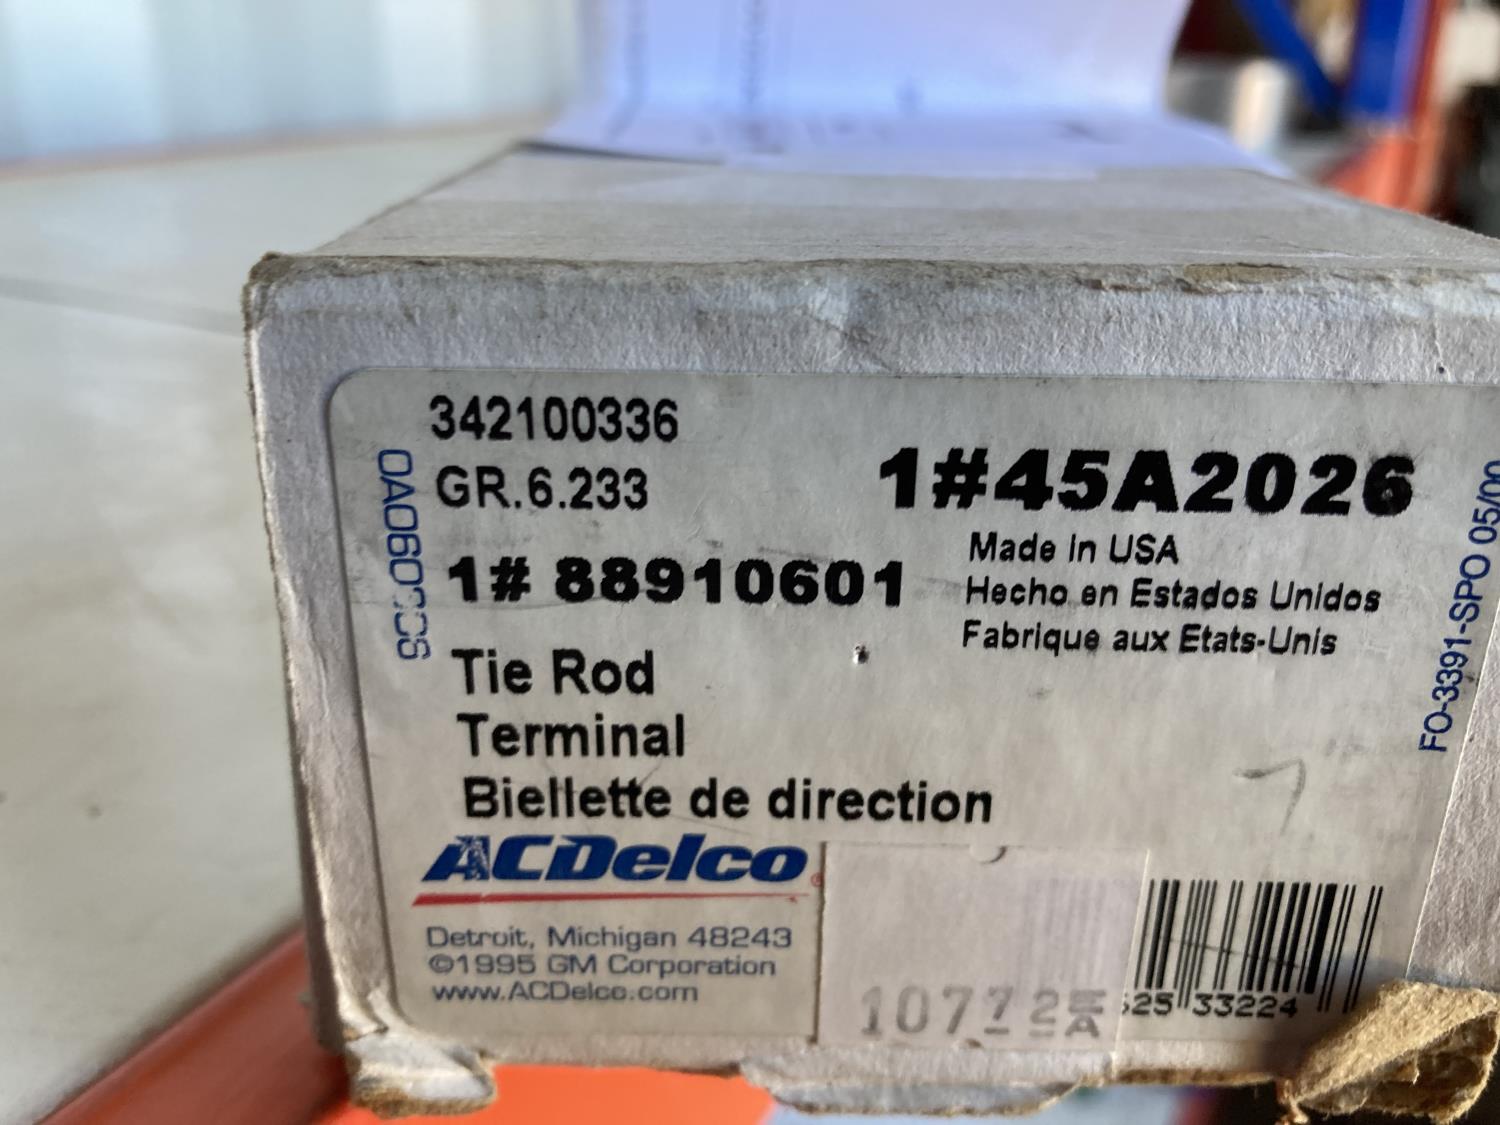 342100336
GR.6.233
1#45A2026
Made in USA
Hecho en Estados Unidos
Fabrique aux Etats-Unis
1# 88910601
Tie Rod
Terminal
Biellette de direction
ACDelco
Detroit, Michigan 48243
©1995 GM Corporation
www.ACDelco.com
25 33224
FO-3391-SPO 05/00